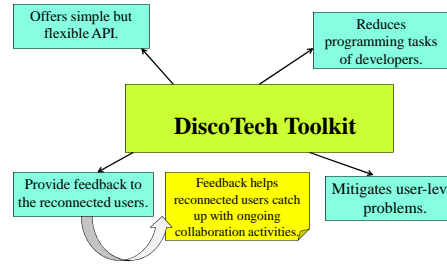 Offers simple but
flexible API.
Reduces
programming tasks
of developers.
DiscoTech Toolkit
Provide feedback to
the reconnected users.
Feedback helps
reconnected users catch
up with ongoing
collaboration activities.
Mitigates user-lev
problems.